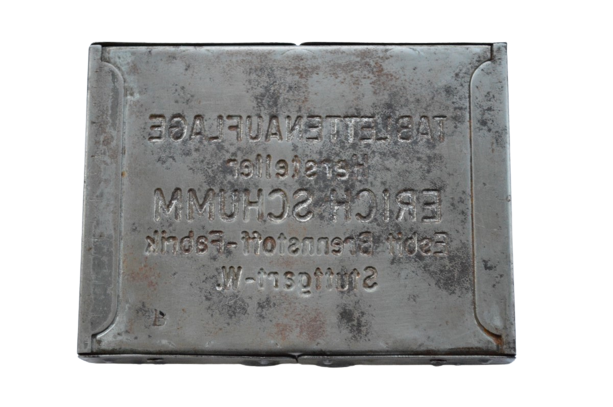 TABLETTENAUFLAGE
Hersteller
ERICH SCHUMM
Esbit Brennstoff-Fabrik
Stuttgart-W.